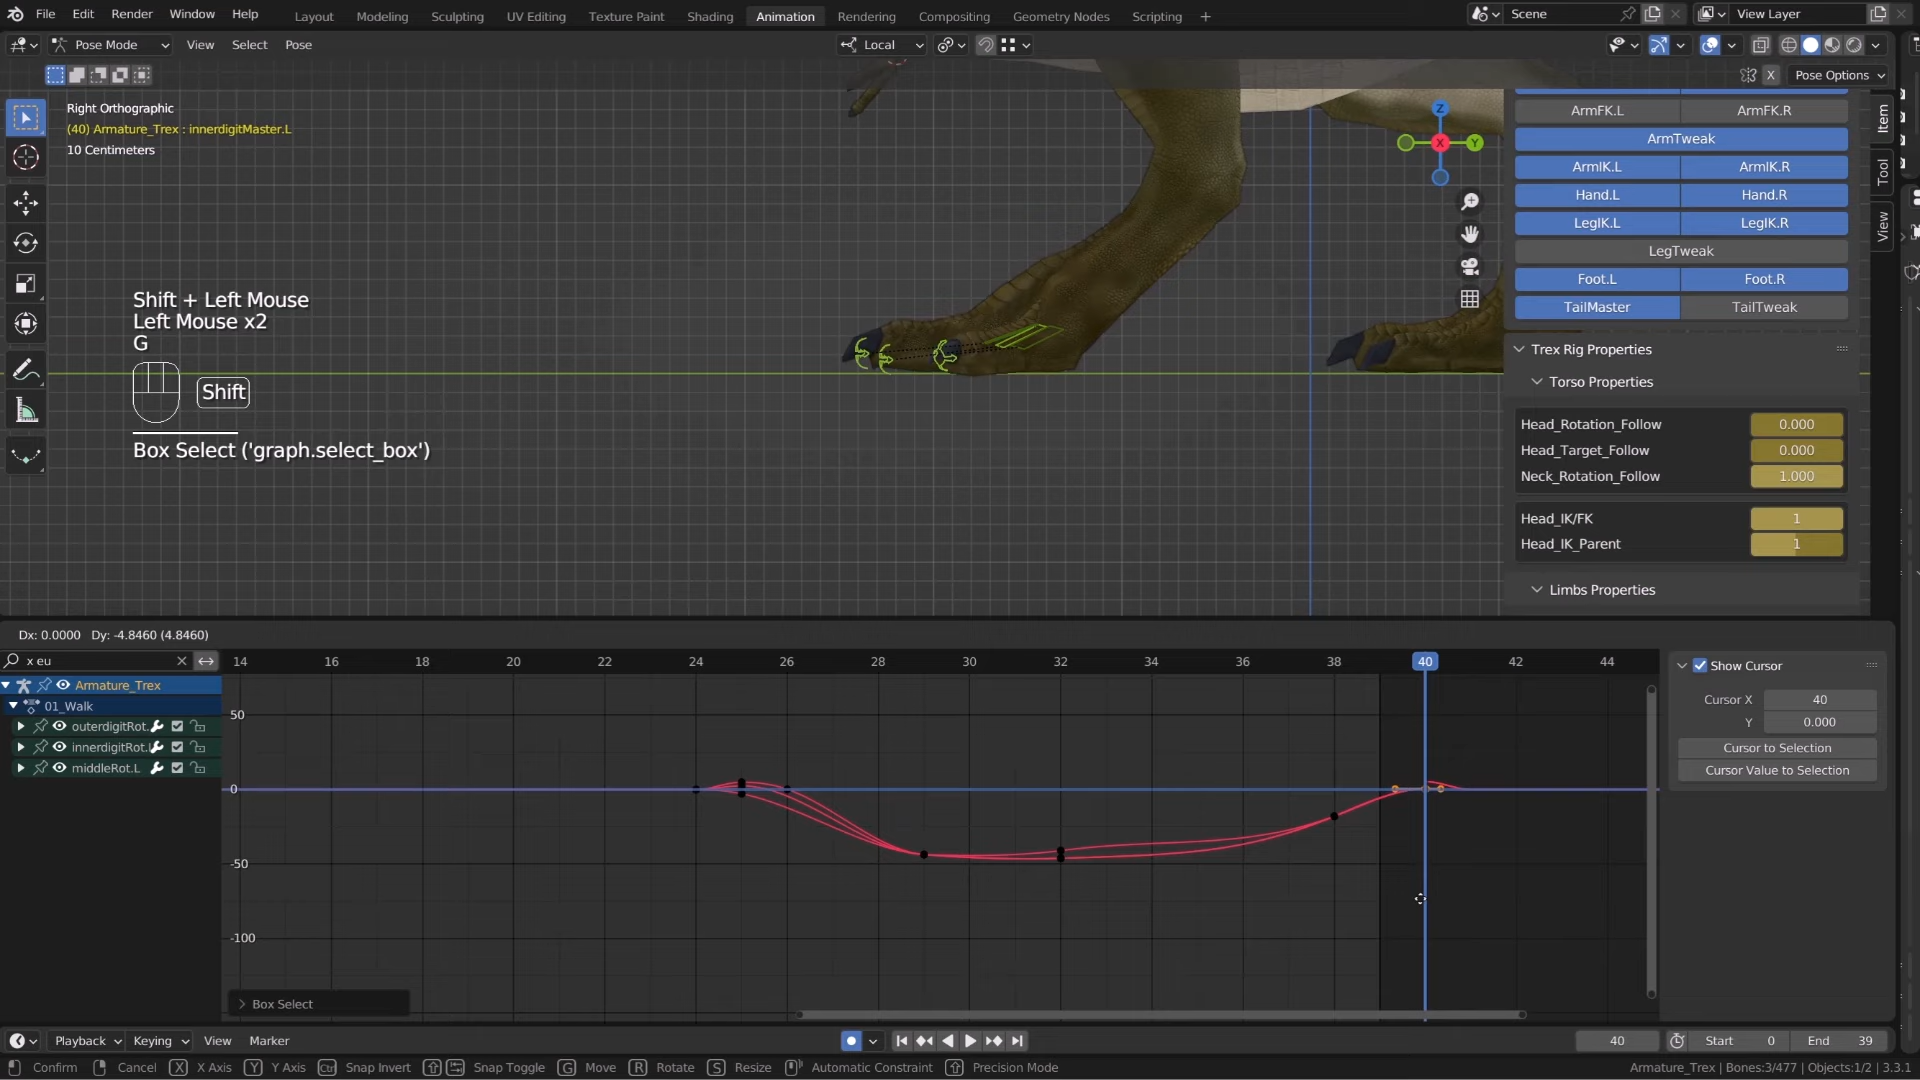 File Edit Render Window Help Layout Modeling Sculpting UV Editing Texture Paint Shading Animation Rendering Compositing Geometry Nodes Scripting + Scene View Layer
Pose Mode View Select Pose Local
X Pose Options
Right Orthographic
(40) Armature_Trex : innerdigitMaster.L
10 Centimeters
Z
Y
X
ArmFK.L ArmFK.R
ArmTweak
ArmIK.L ArmIK.R
Hand.L Hand.R
LegIK.L LegIK.R
LegTweak
Foot.L Foot.R
TailMaster TailTweak
Item
Tool
View
Shift + Left Mouse
Left Mouse x2
G
Shift
Box Select ('graph.select_box')
Trex Rig Properties
Torso Properties
Head_Rotation_Follow 0.000
Head_Target_Follow 0.000
Neck_Rotation_Follow 1.000
Head_IK/FK 1
Head_IK_Parent 1
Limbs Properties
Dx: 0.0000 Dy: -4.8460 (4.8460)
x eu
14 16 18 20 22 24 26 28 30 32 34 36 38 40 42 44
Armature_Trex
01_Walk
outerdigitRot.
innerdigitRot.
middleRot.L
50
0
-50
-100
Show Cursor
Cursor X 40
Y 0.000
Cursor to Selection
Cursor Value to Selection
Box Select
Playback Keying View Marker 40 Start 0 End 39
Confirm Cancel X X Axis Y Y Axis Ctrl Snap Invert Snap Toggle G Move R Rotate S Resize Automatic Constraint Precision Mode Armature_Trex | Bones:3/477 | Objects:1/2 | 3.3.1